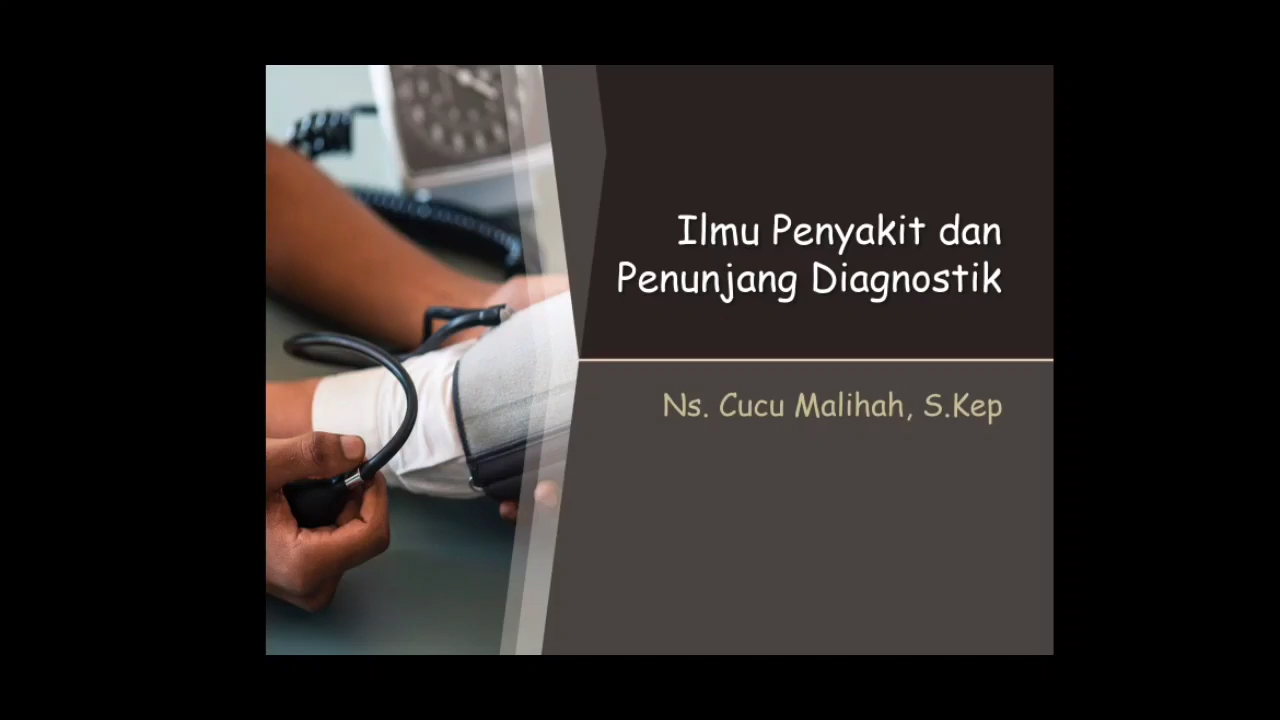 Ilmu Penyakit dan
Penunjang Diagnostik
Ns. Cucu Malihah, S.Kep